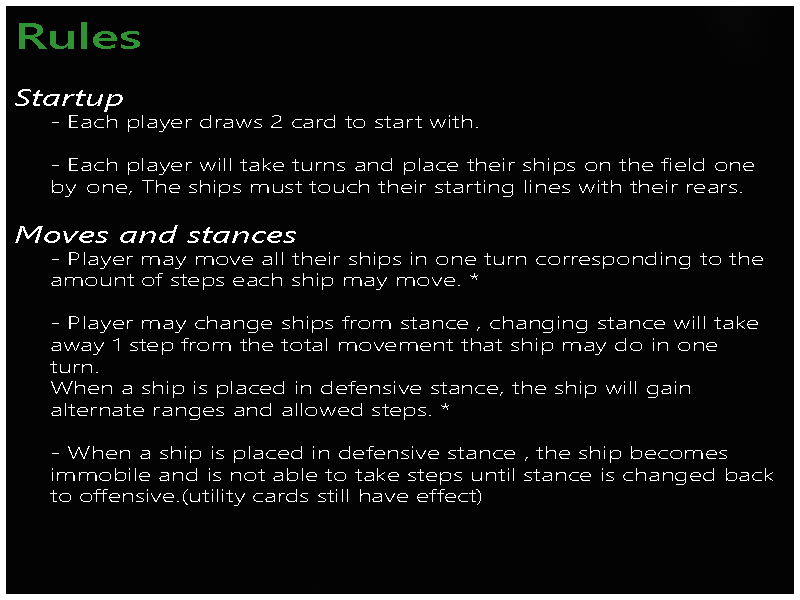 Rules
Startup
- Each player draws 2 card to start with.
- Each player will take turns and place their ships on the field one
by one, The ships must touch their starting lines with their rears.
Moves and stances
- Player may move all their ships in one turn corresponding to the
amount of steps each ship may move. *
- Player may change ships from stance , changing stance will take
away 1 step from the total movement that ship may do in one
turn.
When a ship is placed in defensive stance, the ship will gain
alternate ranges and allowed steps. *
- When a ship is placed in defensive stance , the ship becomes
immobile and is not able to take steps until stance is changed back
to offensive.(utility cards still have effect)